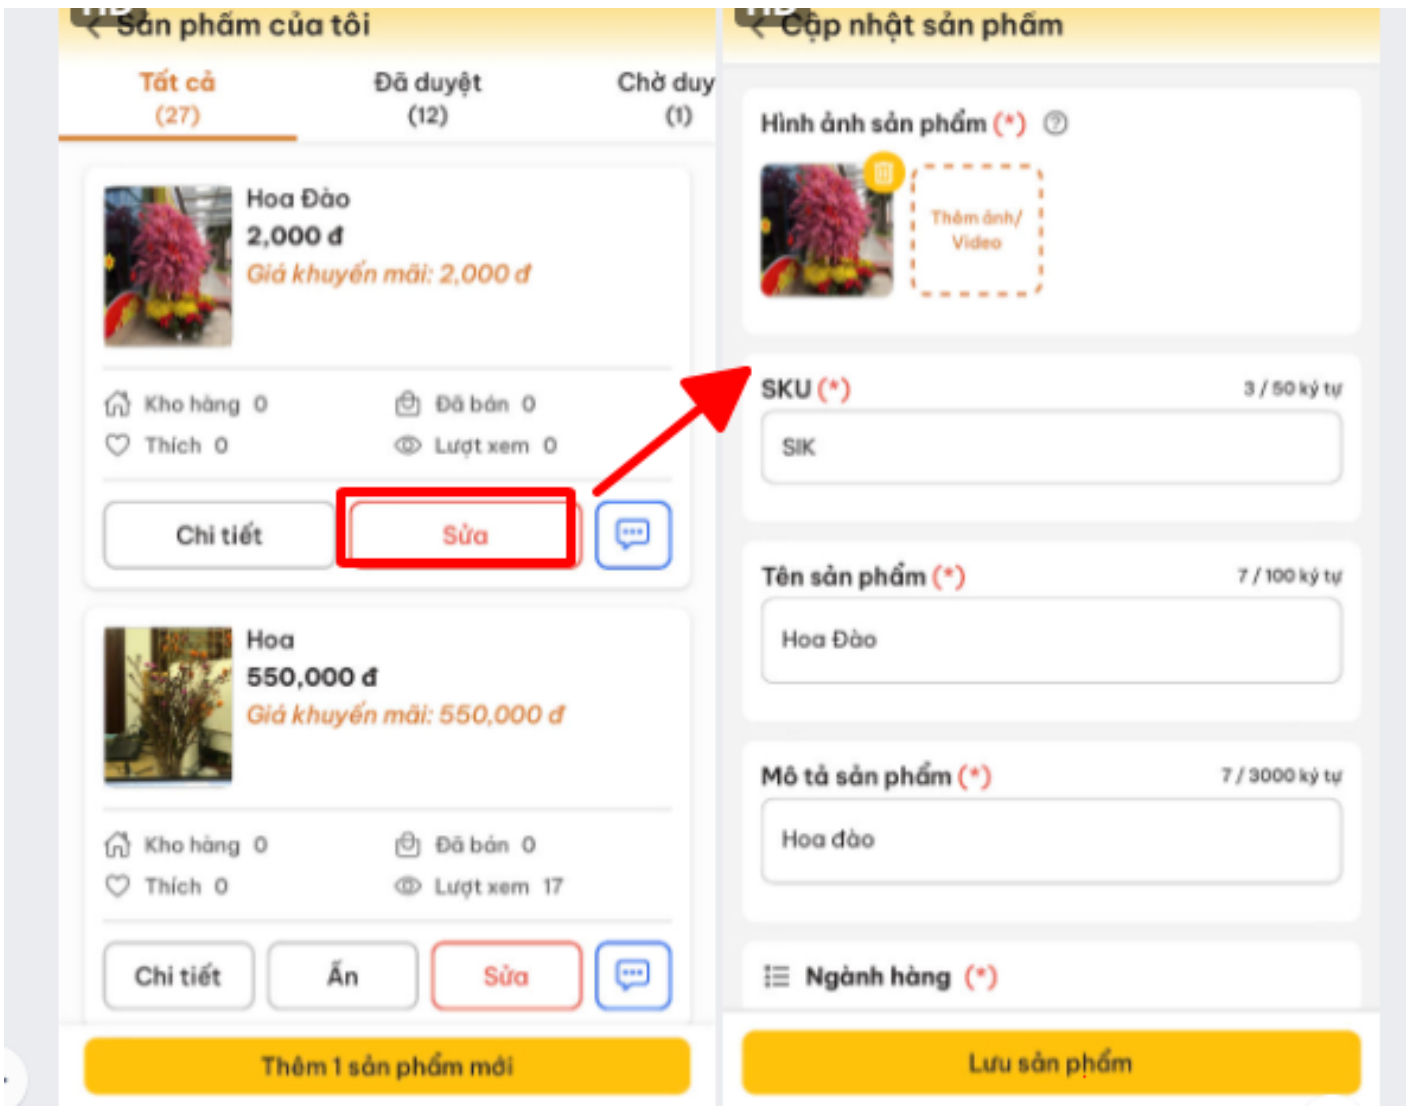 Sản phẩm của tôi
Tất cả
(27)
Đã duyệt
(12)
Chờ duy
(1)
Hoa Đào
2,000 đ
Giá khuyến mãi: 2,000 đ
Kho hàng 0
Đã bán 0
Thích 0
Lượt xem 0
Chi tiết
Sửa
Hoa
550,000 đ
Giá khuyến mãi: 550,000 đ
Kho hàng 0
Đã bán 0
Thích 0
Lượt xem 17
Chi tiết
Ẩn
Sửa
Thêm 1 sản phẩm mới
Cập nhật sản phẩm
Hình ảnh sản phẩm (*)
Thêm ảnh/
Video
SKU (*)
3 / 50 ký tự
SIK
Tên sản phẩm (*)
7 / 100 ký tự
Hoa Đào
Mô tả sản phẩm (*)
7 / 3000 ký tự
Hoa đào
Ngành hàng (*)
Lưu sản phẩm